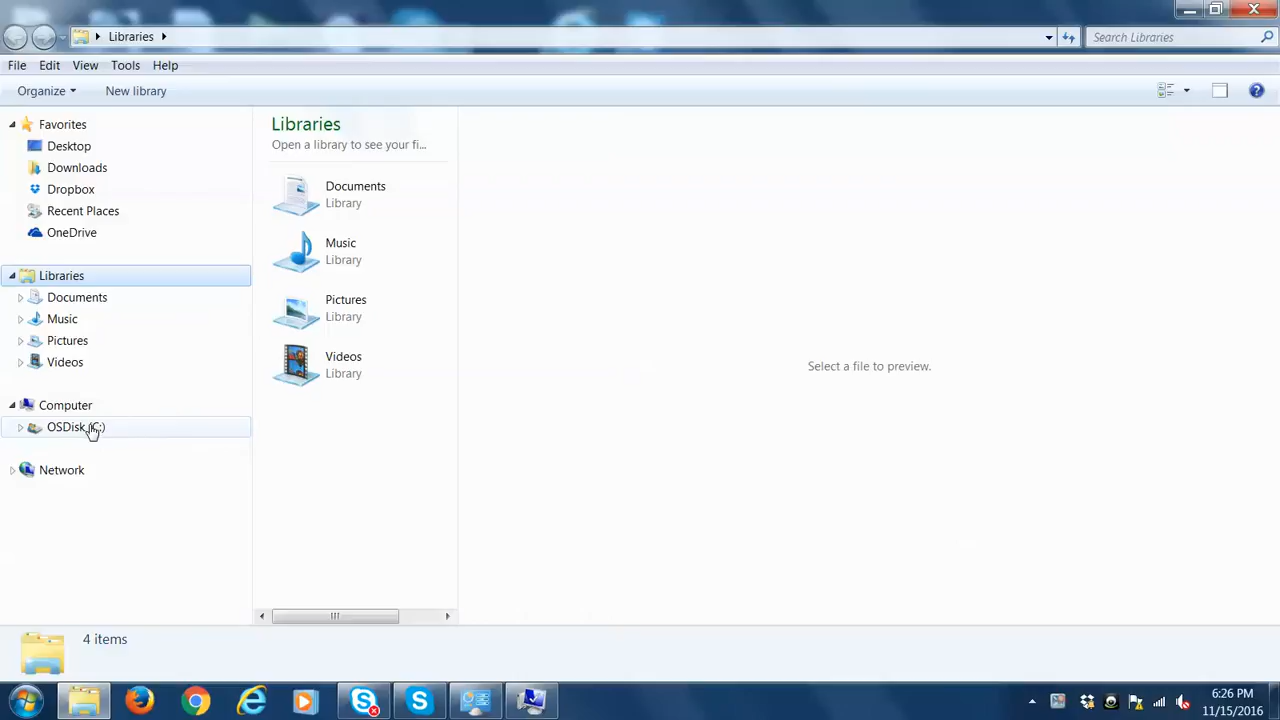 Libraries
Search Libraries
File Edit View Tools Help
Organize New library
Favorites
Desktop
Downloads
Dropbox
Recent Places
OneDrive
Libraries
Documents
Music
Pictures
Videos
Computer
OSDisk (C:)
Network
Libraries
Open a library to see your fi...
Documents
Library
Music
Library
Pictures
Library
Videos
Library
Select a file to preview.
4 items
6:26 PM
11/15/2016